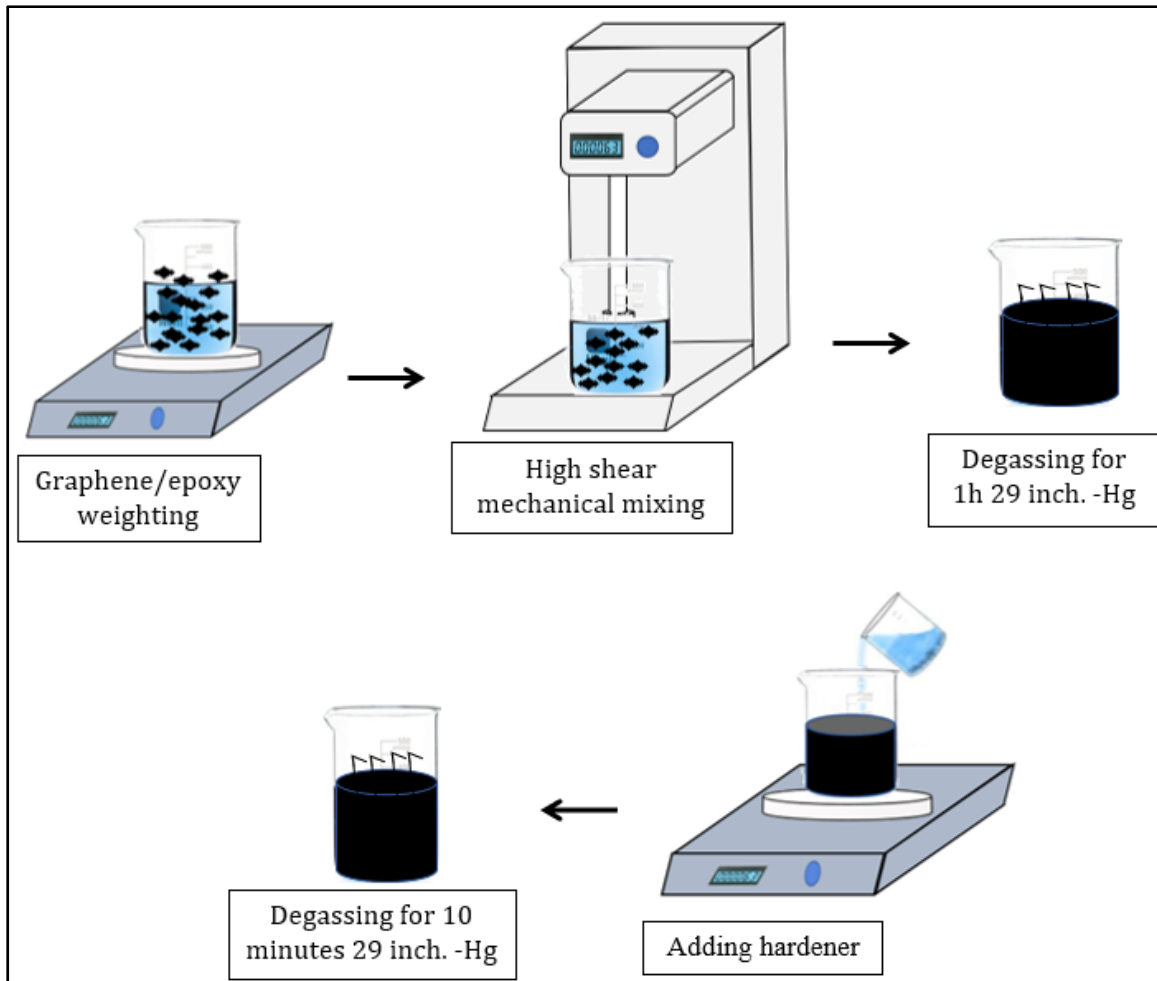 000063
Graphene/epoxy
weighting
High shear
mechanical mixing
Degassing for
1h 29 inch. -Hg
Degassing for 10
minutes 29 inch. -Hg
Adding hardener